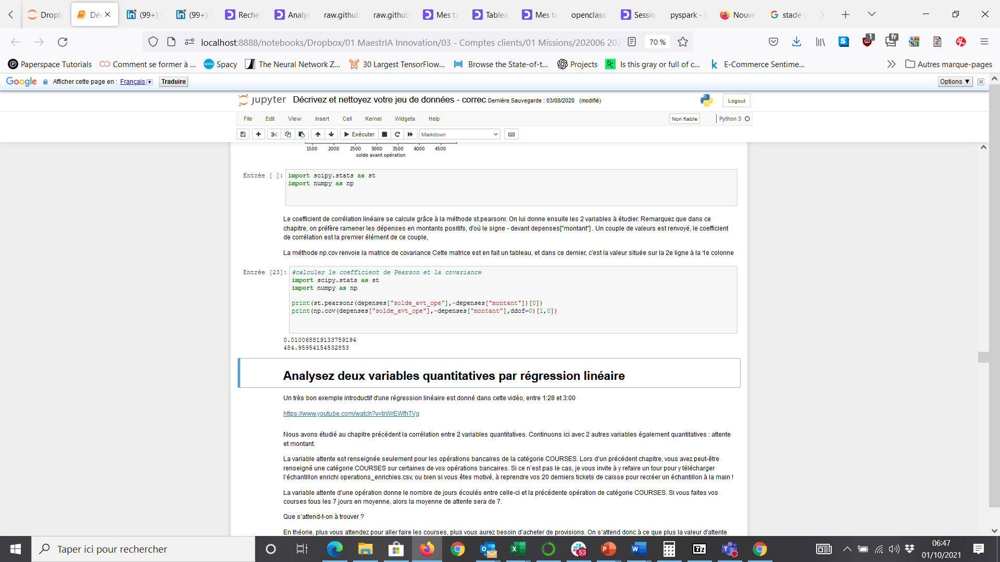 Dropb
Déc
(99+)
(99+)
Reche
Analys
raw.github
raw.github
Mes ta
Tablea
Mes ta
openclassr
Sessio
pyspark - F
Nouve
stade
localhost:8888/notebooks/Dropbox/01 MaestrIA Innovation/03 - Comptes clients/01 Missions/202006 202
70 %
Paperspace Tutorials
Comment se former à ...
Spacy
The Neural Network Z...
30 Largest TensorFlow...
Browse the State-of-t...
Projects
Is this gray or full of c...
E-Commerce Sentime...
Autres marque-pages
Google Afficher cette page en : Français Traduire Options ▼
jupyter Décrivez et nettoyez votre jeu de données - correc Dernière Sauvegarde : 03/08/2020 (modifié) Logout
File Edit View Insert Cell Kernel Widgets Help Non fiable Python 3
Exécuter Markdown
1500 2000 2500 3000 3500 4000 4500
solde avant opération
Entrée [ ]: import scipy.stats as st
import numpy as np
Le coefficient de corrélation linéaire se calcule grâce à la méthode st.pearsonr. On lui donne ensuite les 2 variables à étudier. Remarquez que dans ce
chapitre, on préfère ramener les dépenses en montants positifs, d'où le signe - devant depenses["montant"] . Un couple de valeurs est renvoyé, le coefficient
de corrélation est la premier élément de ce couple,
La méthode np.cov renvoie la matrice de covariance Cette matrice est en fait un tableau, et dans ce dernier, c'est la valeur située sur la 2e ligne à la 1e colonne
Entrée [23]: #calculer le coefficient de Pearson et la covariance
import scipy.stats as st
import numpy as np
print(st.pearsonr(depenses["solde_avt_ope"],-depenses["montant"])[0])
print(np.cov(depenses["solde_avt_ope"],-depenses["montant"],ddof=0)[1,0])
0.010068819133759194
484.95954154532853
Analysez deux variables quantitatives par régression linéaire
Un très bon exemple introductif d'une régression linéaire est donné dans cette vidéo, entre 1:28 et 3:00
https://www.youtube.com/watch?v=trWrEWfhTVg
Nous avons étudié au chapitre précédent la corrélation entre 2 variables quantitatives. Continuons ici avec 2 autres variables également quantitatives : attente
et montant.
La variable attente est renseignée seulement pour les opérations bancaires de la catégorie COURSES. Lors d’un précédent chapitre, vous avez peut-être
renseigné une catégorie COURSES sur certaines de vos opérations bancaires. Si ce n’est pas le cas, je vous invite à y refaire un tour pour y télécharger
l’échantillon enrichi operations_enrichies.csv, ou bien si vous êtes motivé, à reprendre vos 20 derniers tickets de caisse pour recréer un échantillon à la main !
La variable attente d’une opération donne le nombre de jours écoulés entre celle-ci et la précédente opération de catégorie COURSES. Si vous faites vos
courses tous les 7 jours en moyenne, alors la moyenne de attente sera de 7.
Que s’attend-t-on à trouver ?
En théorie, plus vous attendez pour aller faire les courses, plus vous aurez besoin d’acheter de provisions. On s’attend donc à ce que plus la valeur d'attente
Taper ici pour rechercher
53
06:47
01/10/2021